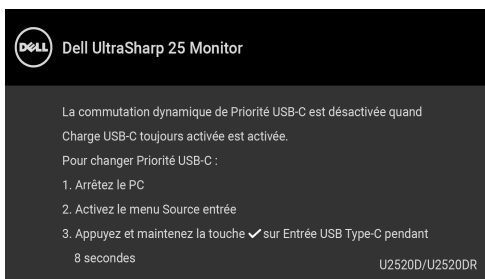 DELL
Dell UltraSharp 25 Monitor
La commutation dynamique de Priorité USB-C est désactivée quand
Charge USB-C toujours activée est activée.
Pour changer Priorité USB-C :
1. Arrêtez le PC
2. Activez le menu Source entrée
3. Appuyez et maintenez la touche ✓ sur Entrée USB Type-C pendant
8 secondes
U2520D/U2520DR